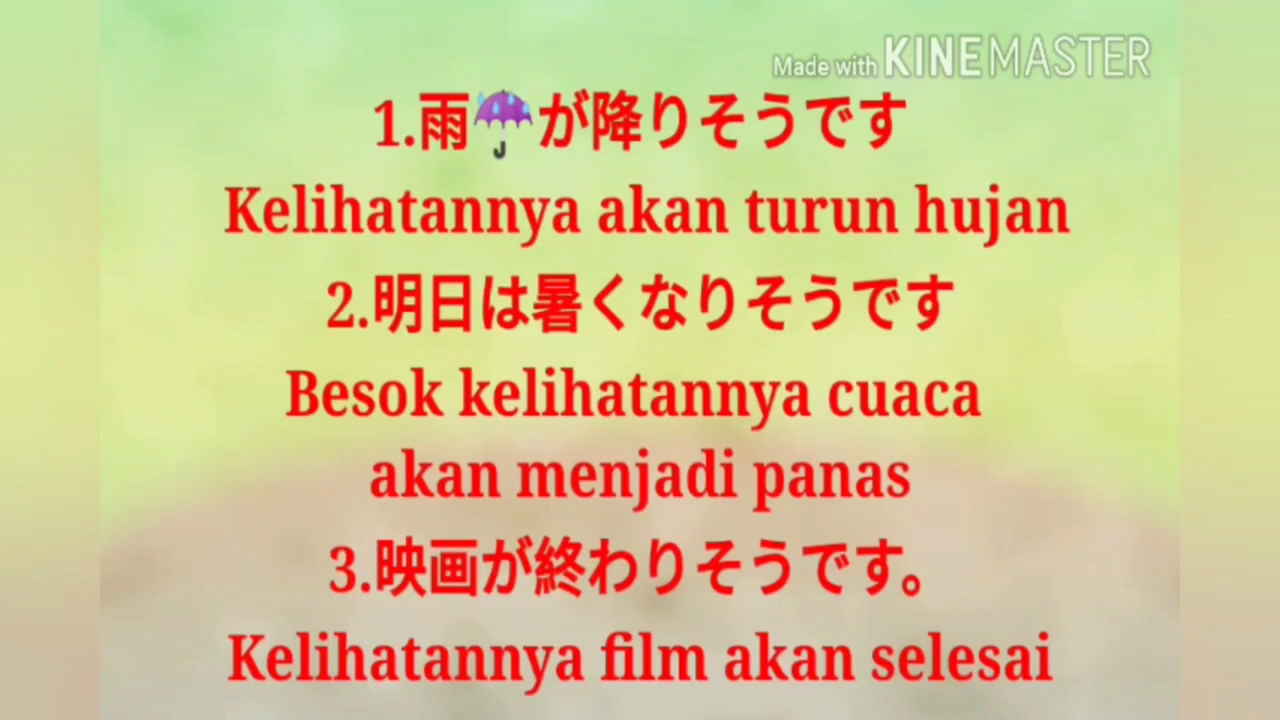 Made with KINEMASTER
1.雨☔が降りそうです
Kelihatannya akan turun hujan
2.明日は暑くなりそうです
Besok kelihatannya cuaca
akan menjadi panas
3.映画が終わりそうです。
Kelihatannya film akan selesai